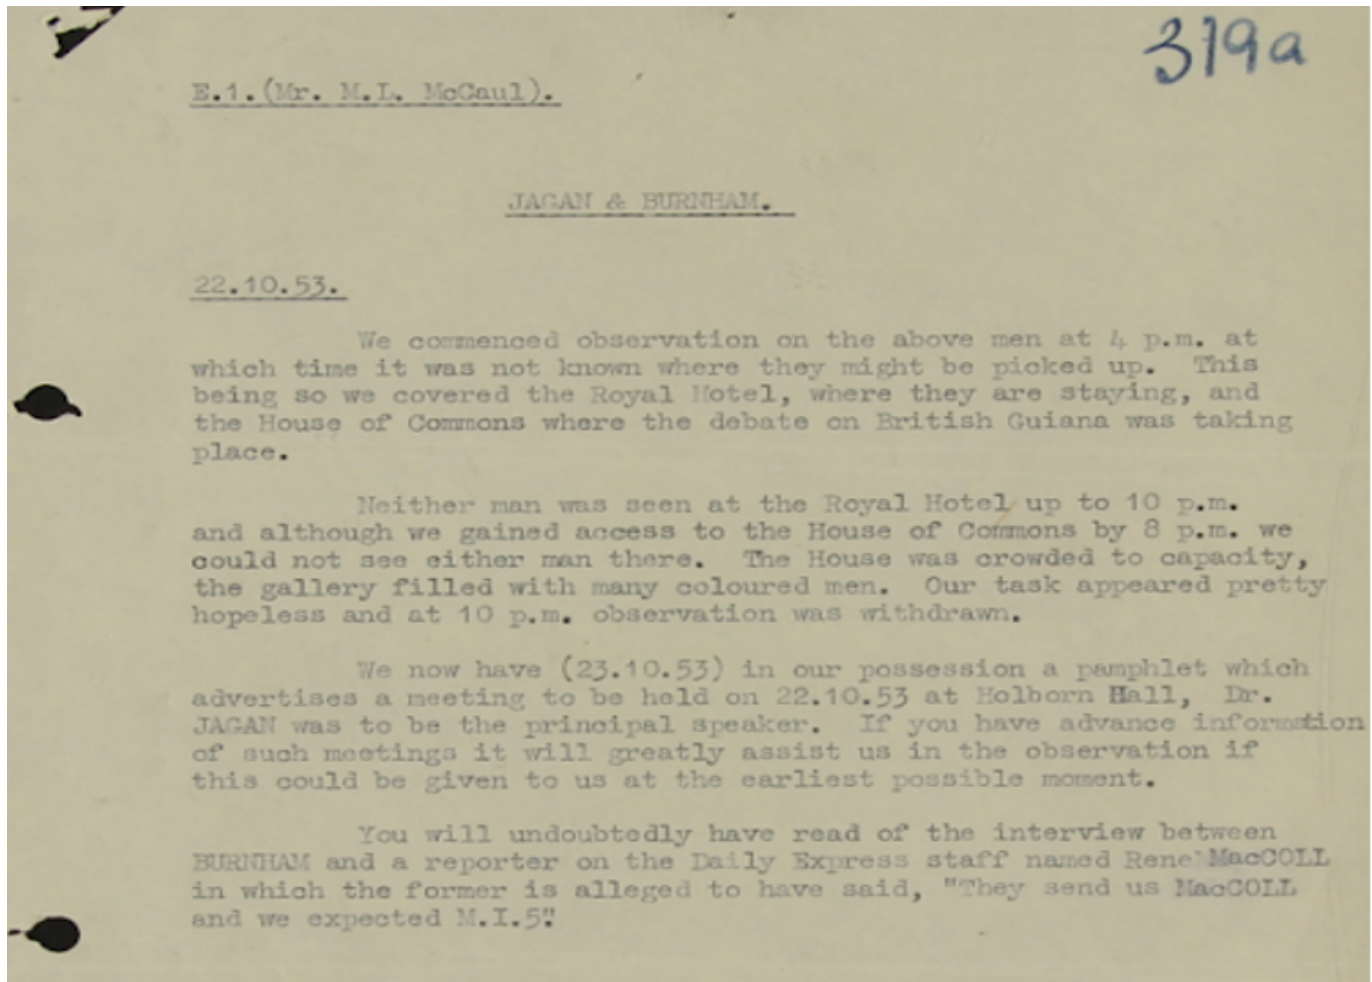 319a
E.1.(Mr. M.L. McCaul).
JAGAN & BURNHAM.
22.10.53.
We commenced observation on the above men at 4 p.m. at
which time it was not known where they might be picked up. This
being so we covered the Royal Hotel, where they are staying, and
the House of Commons where the debate on British Guiana was taking
place.
Neither man was seen at the Royal Hotel up to 10 p.m.
and although we gained access to the House of Commons by 8 p.m. we
could not see either man there. The House was crowded to capacity,
the gallery filled with many coloured men. Our task appeared pretty
hopeless and at 10 p.m. observation was withdrawn.
We now have (23.10.53) in our possession a pamphlet which
advertises a meeting to be held on 22.10.53 at Holborn Hall, Dr.
JAGAN was to be the principal speaker. If you have advance information
of such meetings it will greatly assist us in the observation if
this could be given to us at the earliest possible moment.
You will undoubtedly have read of the interview between
BURNHAM and a reporter on the Daily Express staff named Rene' MacCOLL
in which the former is alleged to have said, "They send us MacCOLL
and we expected M.I.5".